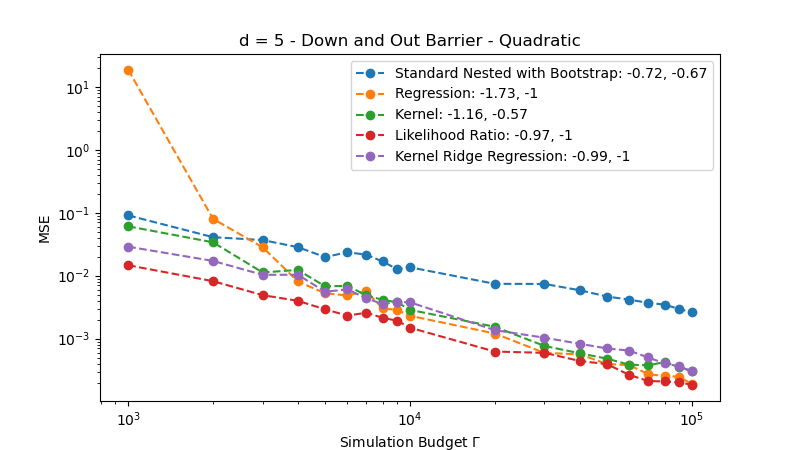 d = 5 - Down and Out Barrier - Quadratic
MSE
10¹
10⁰
10⁻¹
10⁻²
10⁻³
Standard Nested with Bootstrap: -0.72, -0.67
Regression: -1.73, -1
Kernel: -1.16, -0.57
Likelihood Ratio: -0.97, -1
Kernel Ridge Regression: -0.99, -1
10³ 10⁴ 10⁵
Simulation Budget Γ